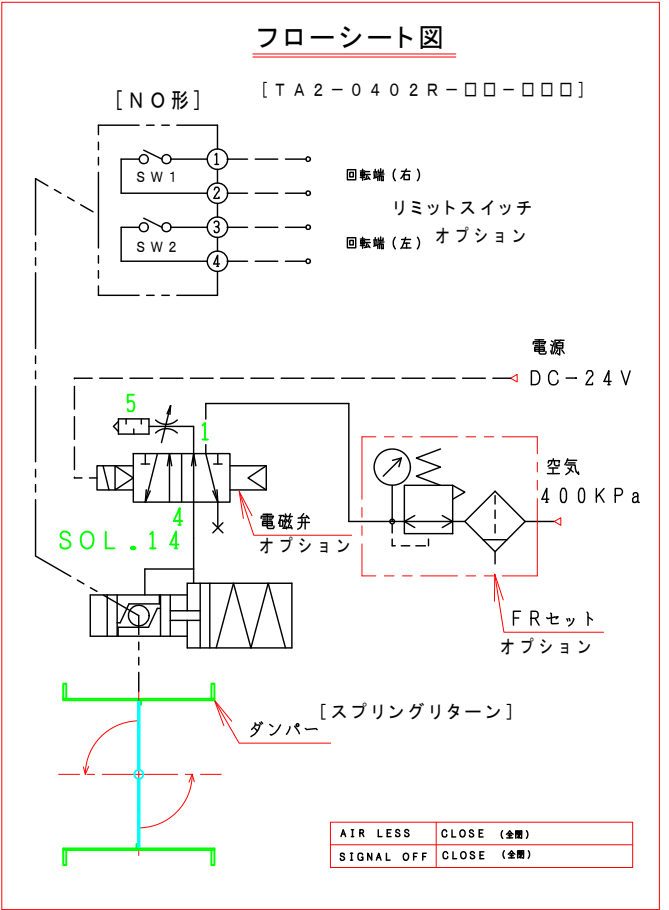 フローシート図
[NO形]
[TA2-0402R-□□-□□□]
1
SW1
2
回転端(右)
リミットスイッチ
オプション
3
SW2
4
回転端(左)
電源
DC-24V
5
1
空気
400KPa
4
SOL.14
電磁弁
オプション
FRセット
オプション
[スプリングリターン]
ダンパー
AIR LESS CLOSE (全閉)
SIGNAL OFF CLOSE (全閉)